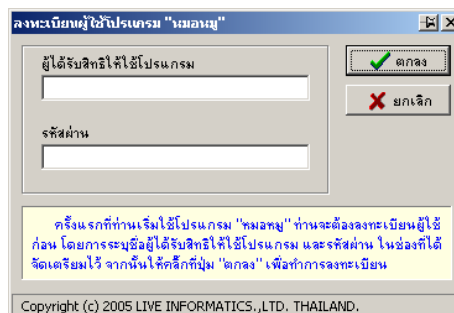 ลงทะเบียนผู้ใช้โปรแกรม "หมอหมู"
ผู้ได้รับสิทธิให้ใช้โปรแกรม
ตกลง
ยกเลิก
รหัสผ่าน
ครั้งแรกที่ท่านเริ่มใช้โปรแกรม "หมอหมู" ท่านจะต้องลงทะเบียนผู้ใช้
ก่อน โดยการระบุชื่อผู้ได้รับสิทธิให้ใช้โปรแกรม และรหัสผ่าน ในช่องที่ได้
จัดเตรียมไว้ จากนั้นให้คลิ๊กที่ปุ่ม "ตกลง" เพื่อทำการลงทะเบียน
Copyright (c) 2005 LIVE INFORMATICS.,LTD. THAILAND.